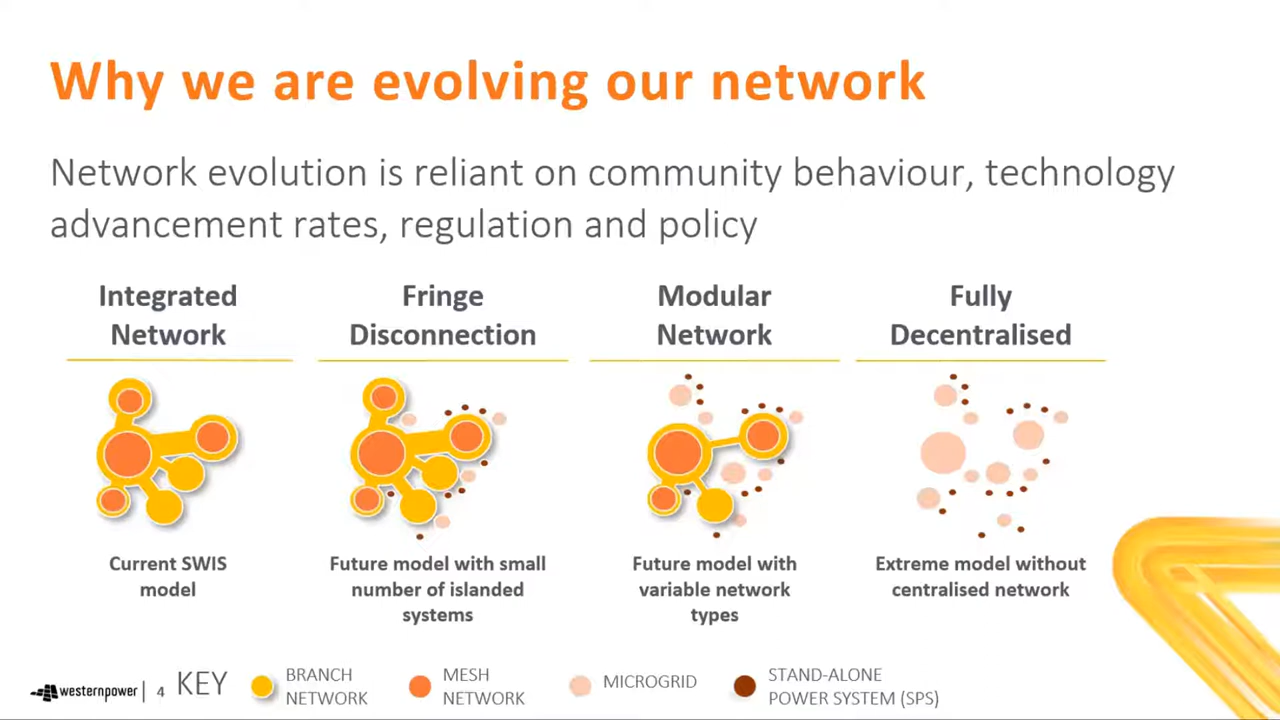 Why we are evolving our network
Network evolution is reliant on community behaviour, technology
advancement rates, regulation and policy
Integrated
Network
Fringe
Disconnection
Modular
Network
Fully
Decentralised
Current SWIS
model
Future model with small
number of islanded
systems
Future model with
variable network
types
Extreme model without
centralised network
westernpower
4
KEY
BRANCH
NETWORK
MESH
NETWORK
MICROGRID
STAND-ALONE
POWER SYSTEM (SPS)